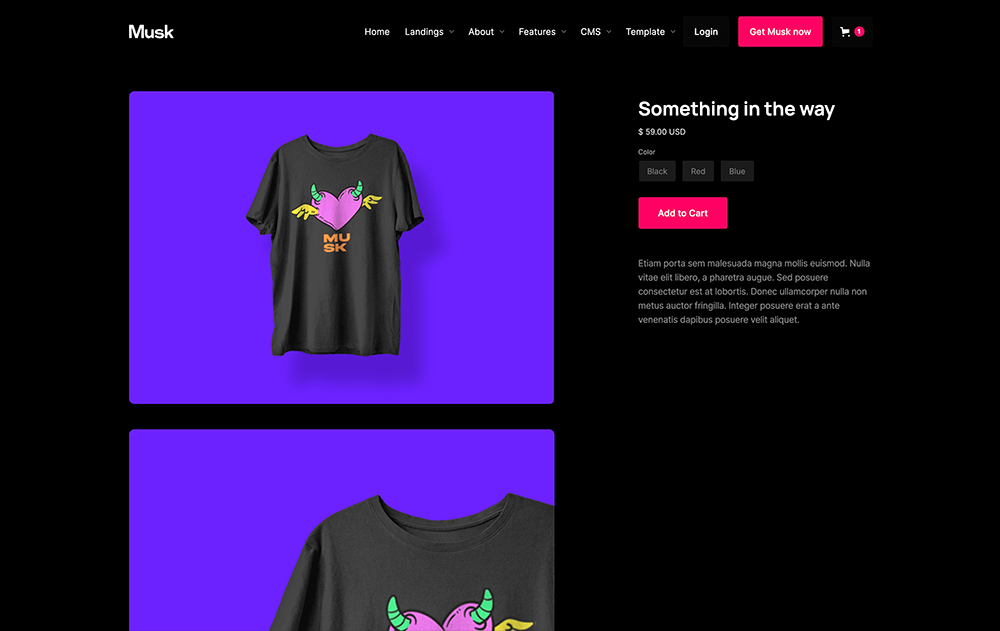 Musk
Home
Landings
About
Features
CMS
Template
Login
Get Musk now
1
Something in the way
$ 59.00 USD
Color
Black
Red
Blue
Add to Cart
Etiam porta sem malesuada magna mollis euismod. Nulla
vitae elit libero, a pharetra augue. Sed posuere
consectetur est at lobortis. Donec ullamcorper nulla non
metus auctor fringilla. Integer posuere erat a ante
venenatis dapibus posuere velit aliquet.
MU
SK